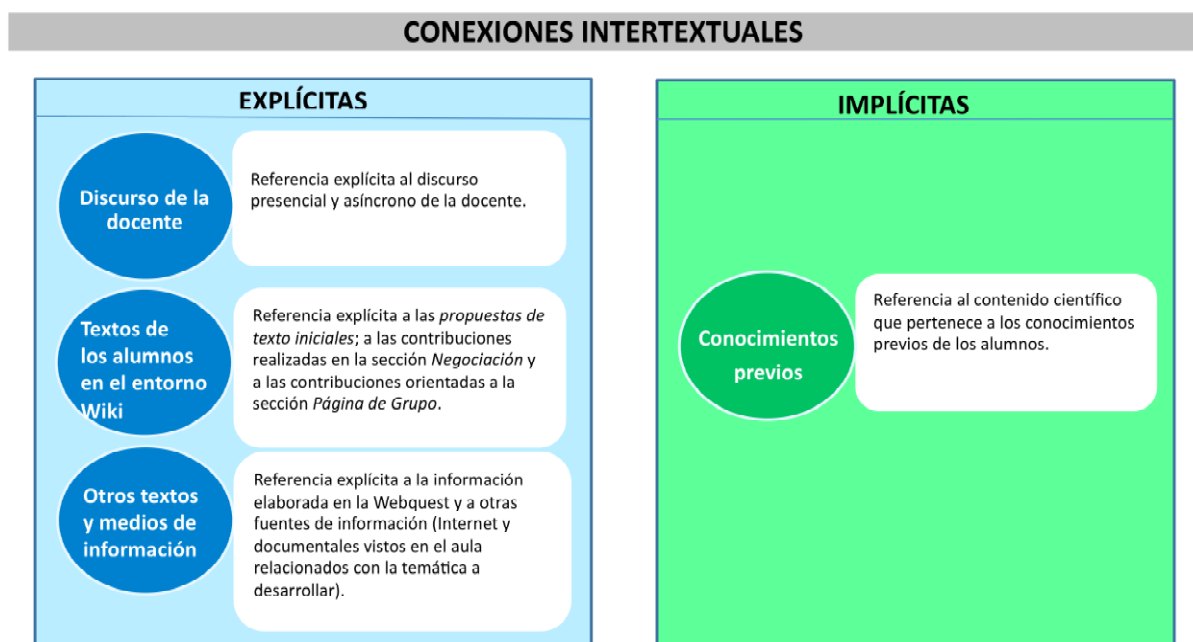 CONEXIONES INTERTEXTUALES
EXPLÍCITAS
Discurso de la
docente
Referencia explícita al discurso
presencial y asíncrono de la docente.
Textos de
los alumnos
en el entorno
Wiki
Referencia explícita a las propuestas de
texto iniciales; a las contribuciones
realizadas en la sección Negociación y
a las contribuciones orientadas a la
sección Página de Grupo.
Otros textos
y medios de
información
Referencia explícita a la información
elaborada en la Webquest y a otras
fuentes de información (Internet y
documentales vistos en el aula
relacionados con la temática a
desarrollar).
IMPLÍCITAS
Conocimientos
previos
Referencia al contenido científico
que pertenece a los conocimientos
previos de los alumnos.